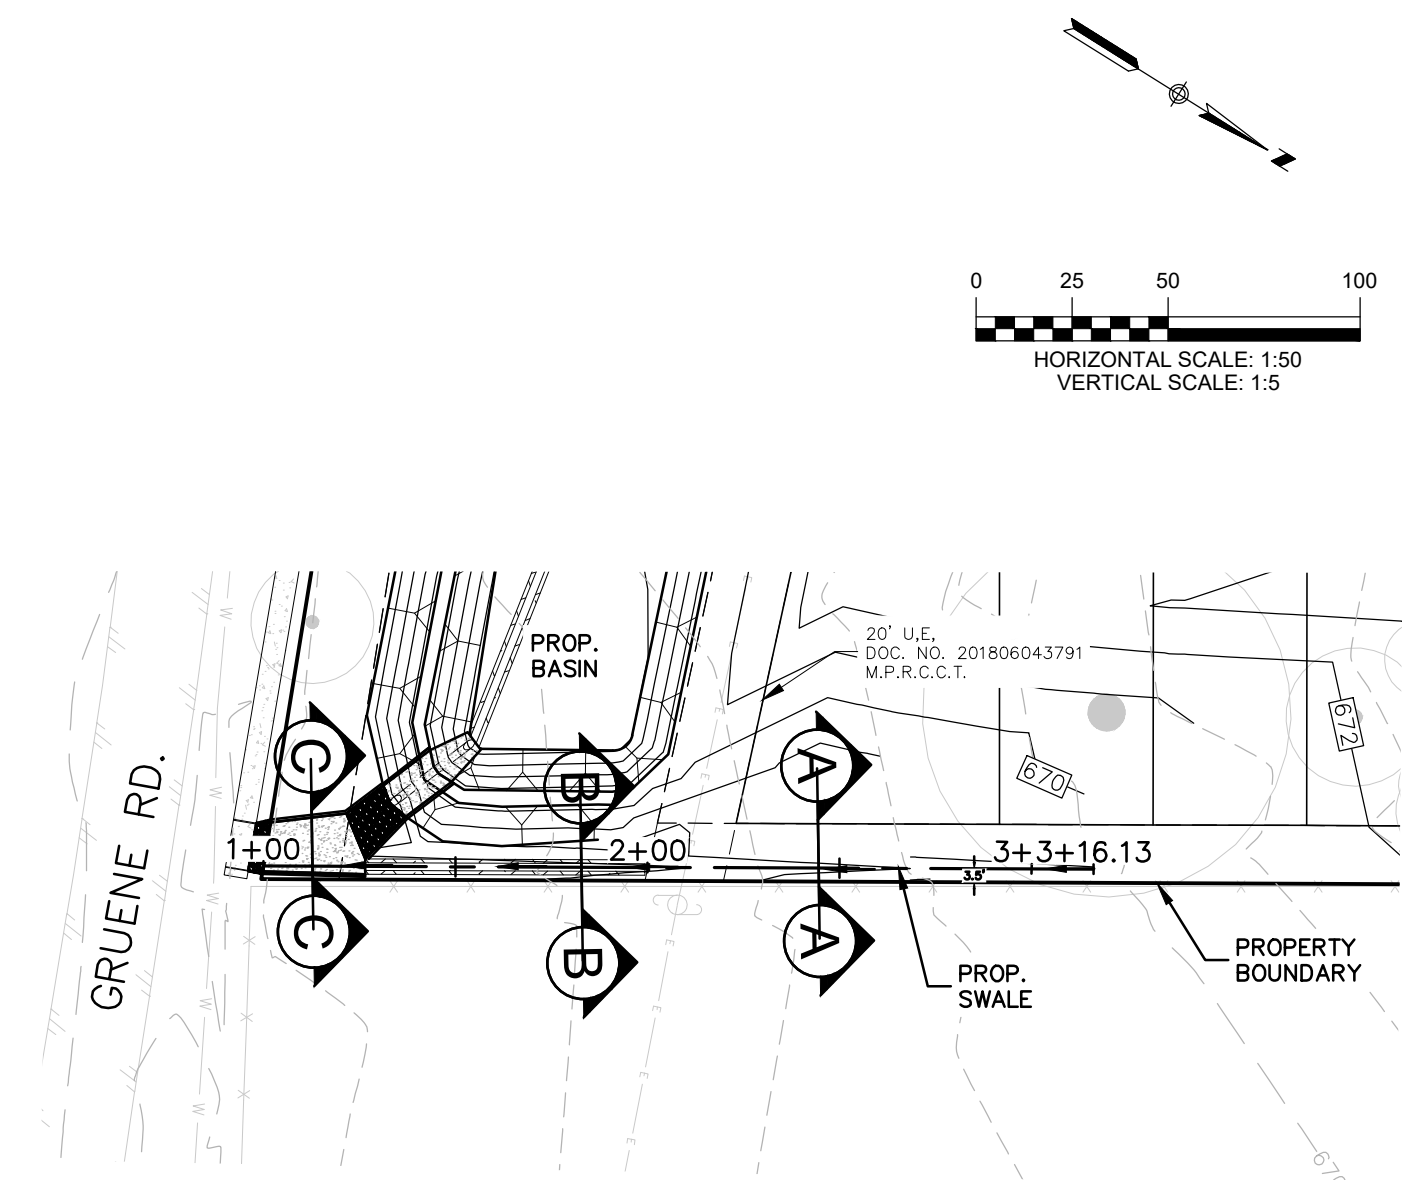 N
0 25 50 100
HORIZONTAL SCALE: 1:50
VERTICAL SCALE: 1:5
PROP.
BASIN
20' U,E,
DOC. NO. 201806043791
M.P.R.C.C.T.
672
670
C
B
A
GRUENE RD.
1+00
2+00
3+3+16.13
3.5'
C
B
A
PROP.
SWALE
PROPERTY
BOUNDARY
W
W
W
W
W
E
E
E
E
E
E
E